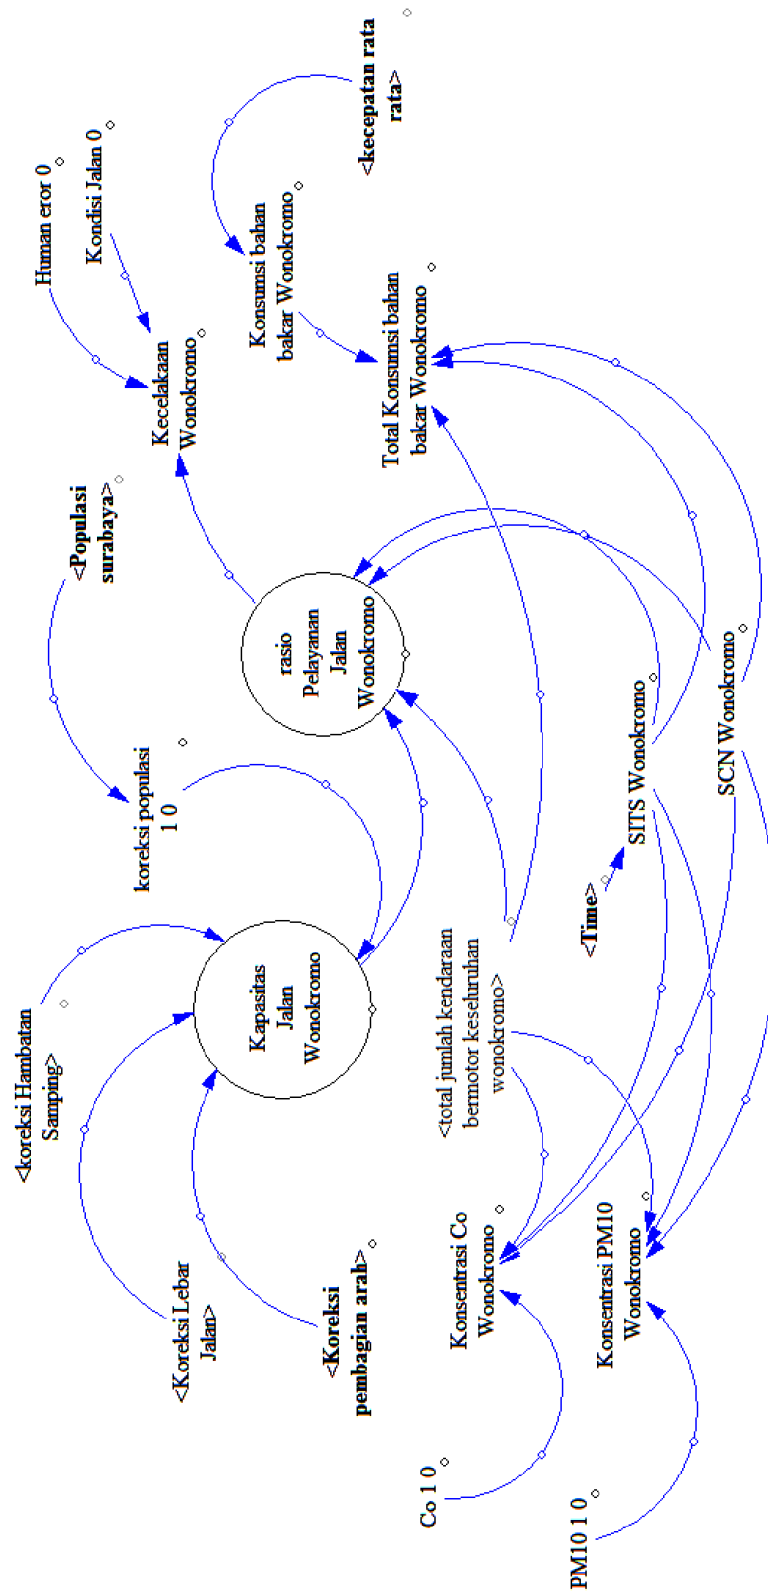 Human eror 0
Kondisi Jalan 0
<kecepatan rata
rata>
Kecelakaan
Wonokromo
Konsumsi bahan
bakar Wonokromo
Total Konsumsi bahan
bakar Wonokromo
<Populasi
surabaya>
rasio
Pelayanan
Jalan
Wonokromo
koreksi populasi
1 0
SITS Wonokromo
SCN Wonokromo
<Time>
<koreksi Hambatan
Samping>
Kapasitas
Jalan
Wonokromo
<total jumlah kendaraan
bermotor keseluruhan
wonokromo>
<Koreksi Lebar
Jalan>
<Koreksi
pembagian arah>
Konsentrasi Co
Wonokromo
Konsentrasi PM10
Wonokromo
Co 1 0
PM10 1 0